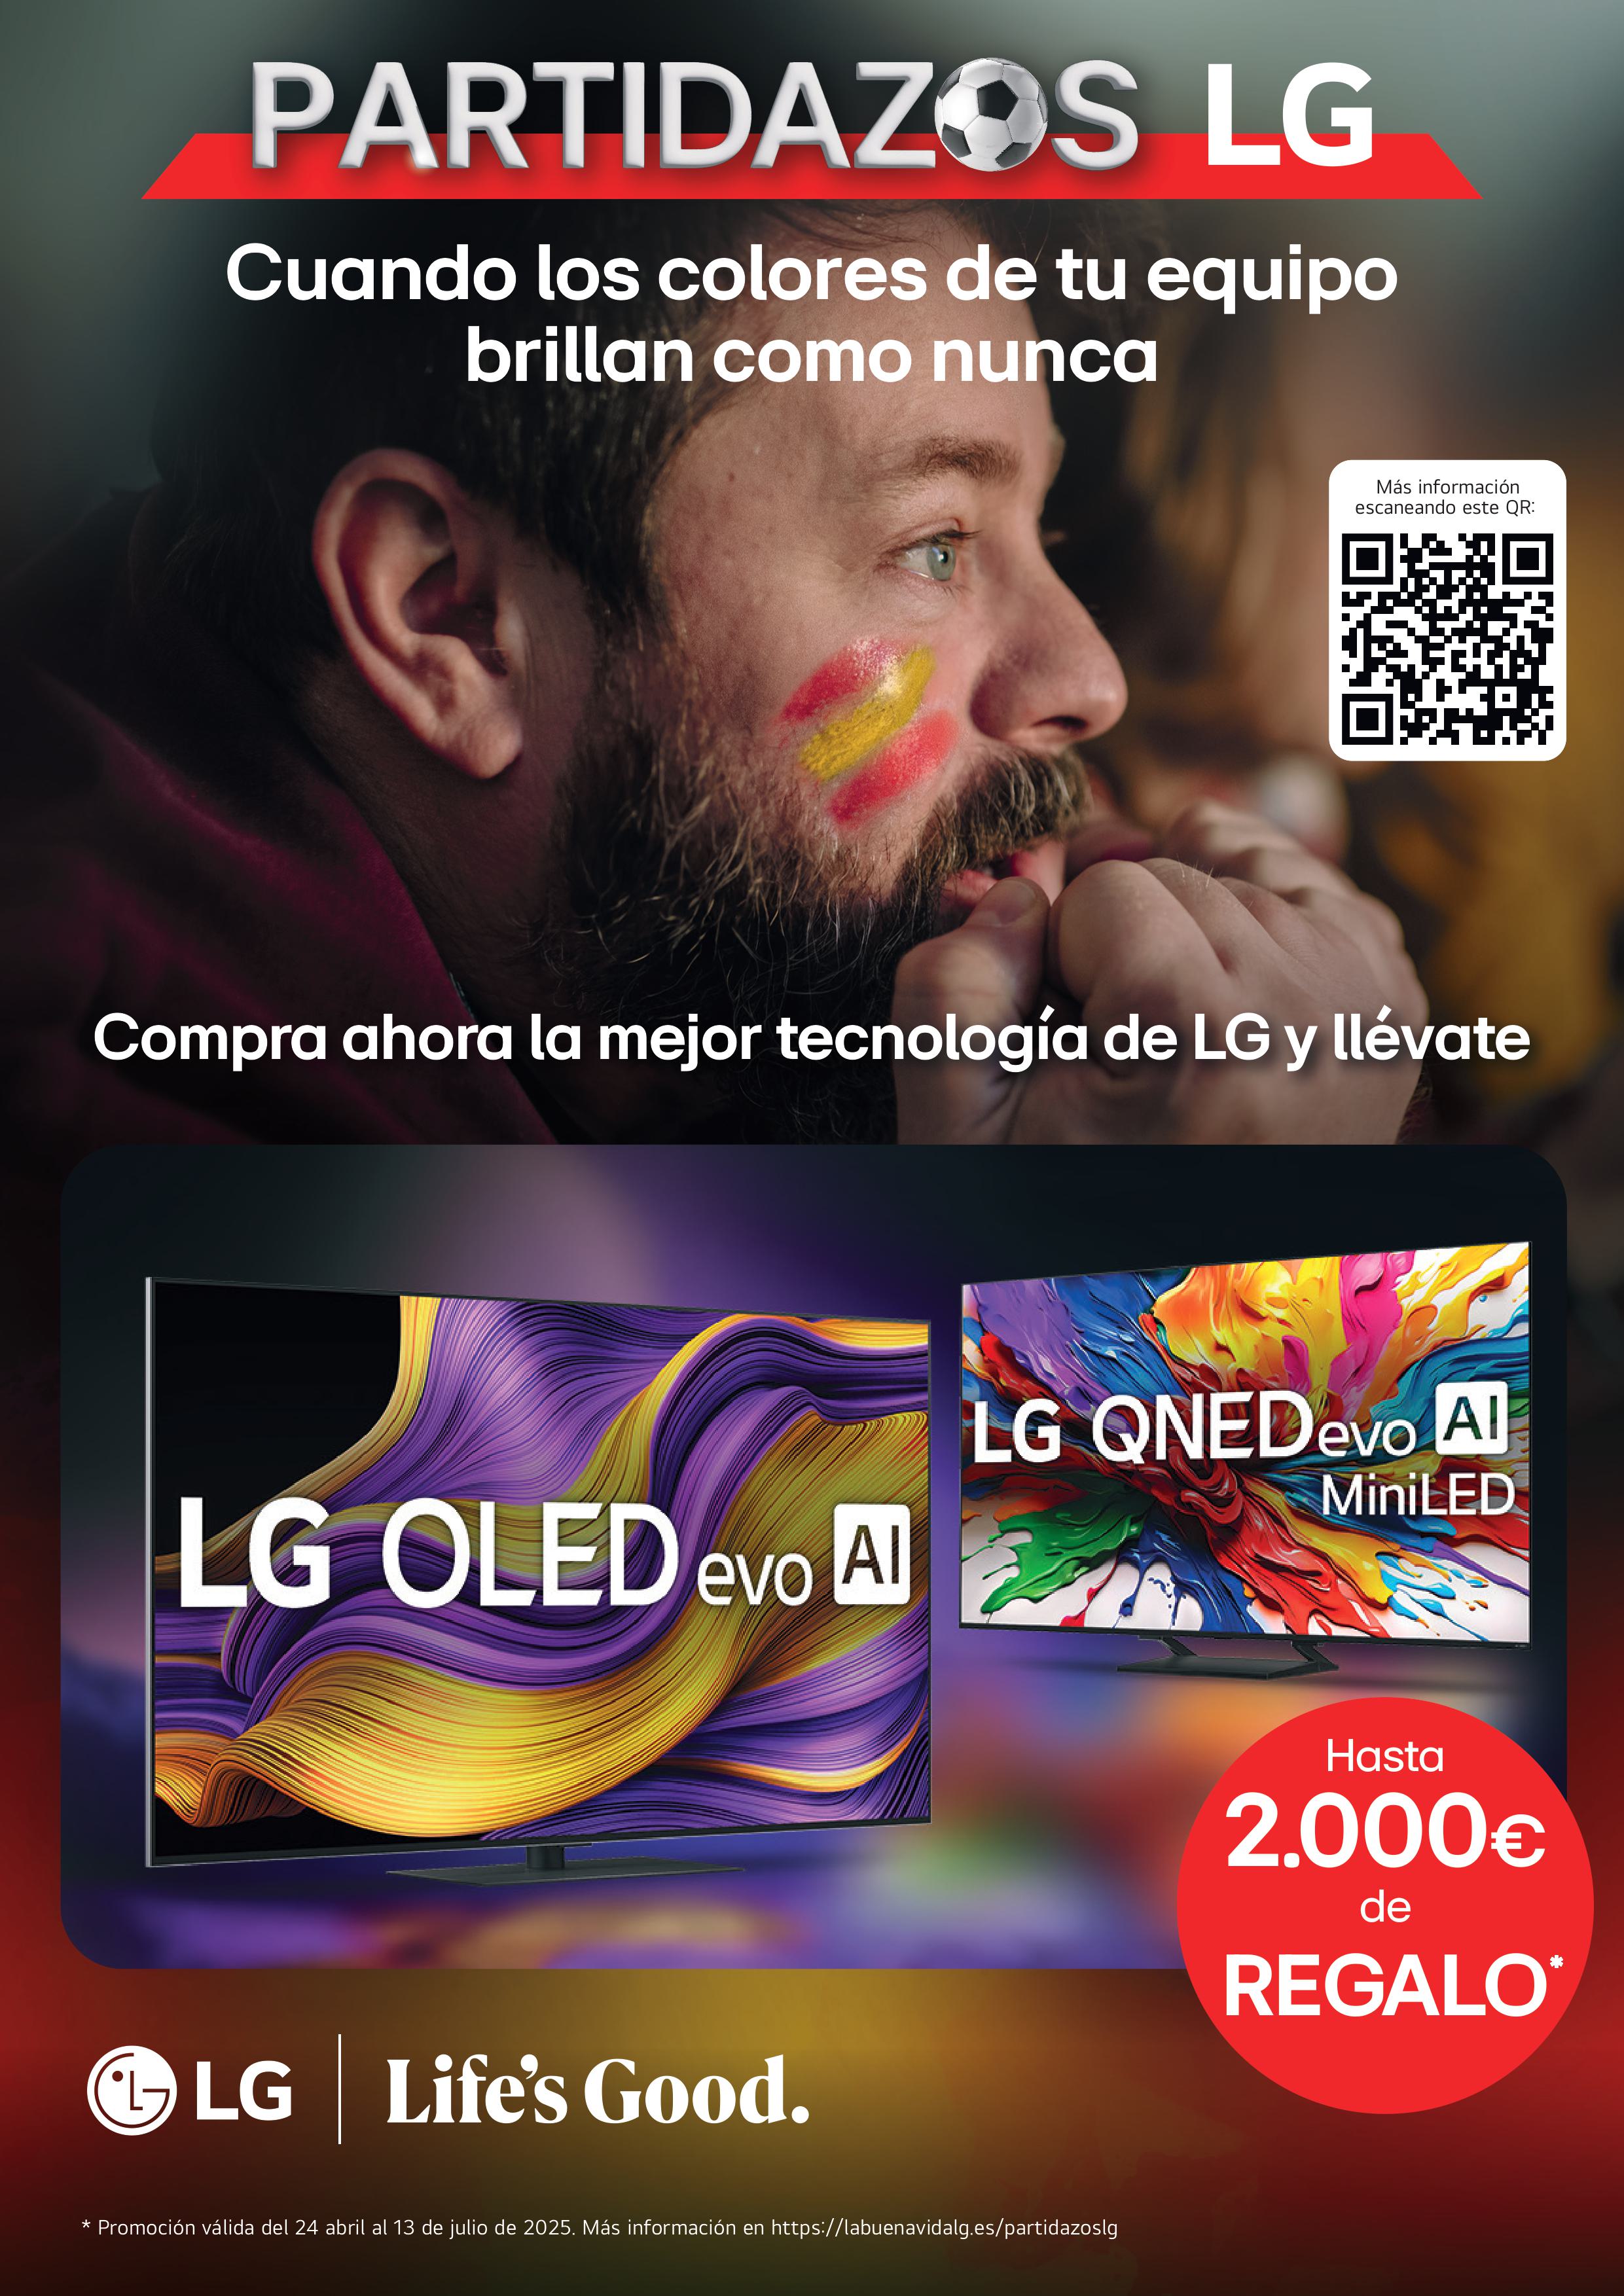 PARTIDAZOS LG
Cuando los colores de tu equipo
brillan como nunca
Más información
escaneando este QR:
Compra ahora la mejor tecnología de LG y llévate
LG QNED evo AI
MiniLED
LG OLED evo AI
Hasta
2.000€
de
REGALO*
LG
Life's Good.
* Promoción válida del 24 abril al 13 de julio de 2025. Más información en https://labuenavidalg.es/partidazoslg